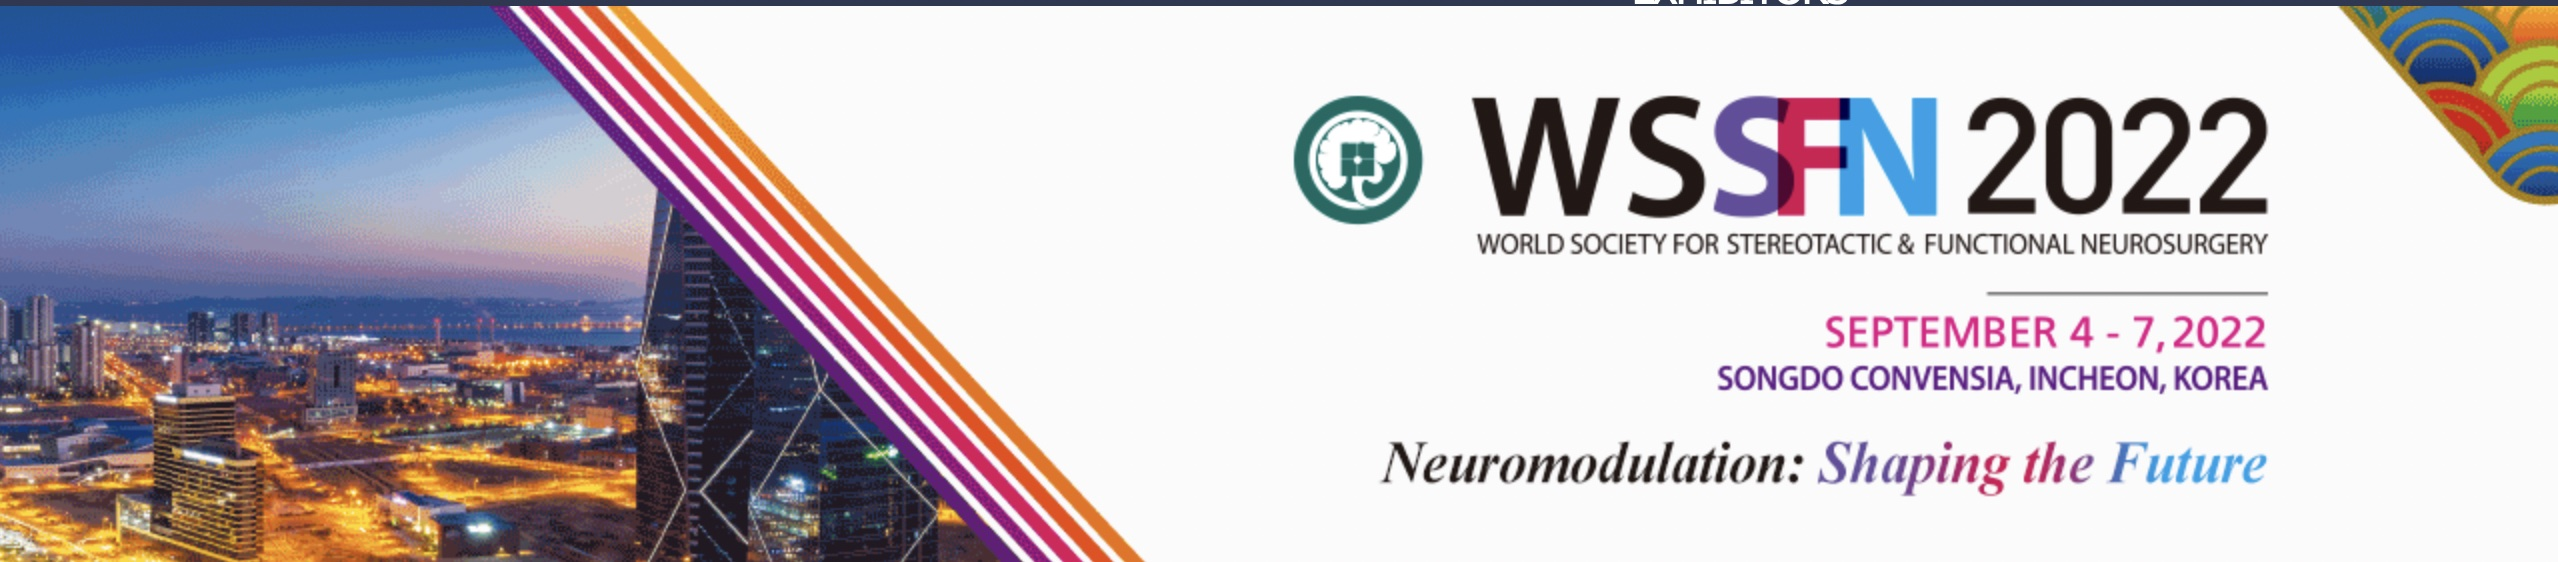 EXHIBITORS
WSSFN 2022
WORLD SOCIETY FOR STEREOTACTIC & FUNCTIONAL NEUROSURGERY
SEPTEMBER 4 - 7, 2022
SONGDO CONVENSIA, INCHEON, KOREA
Neuromodulation: Shaping the Future